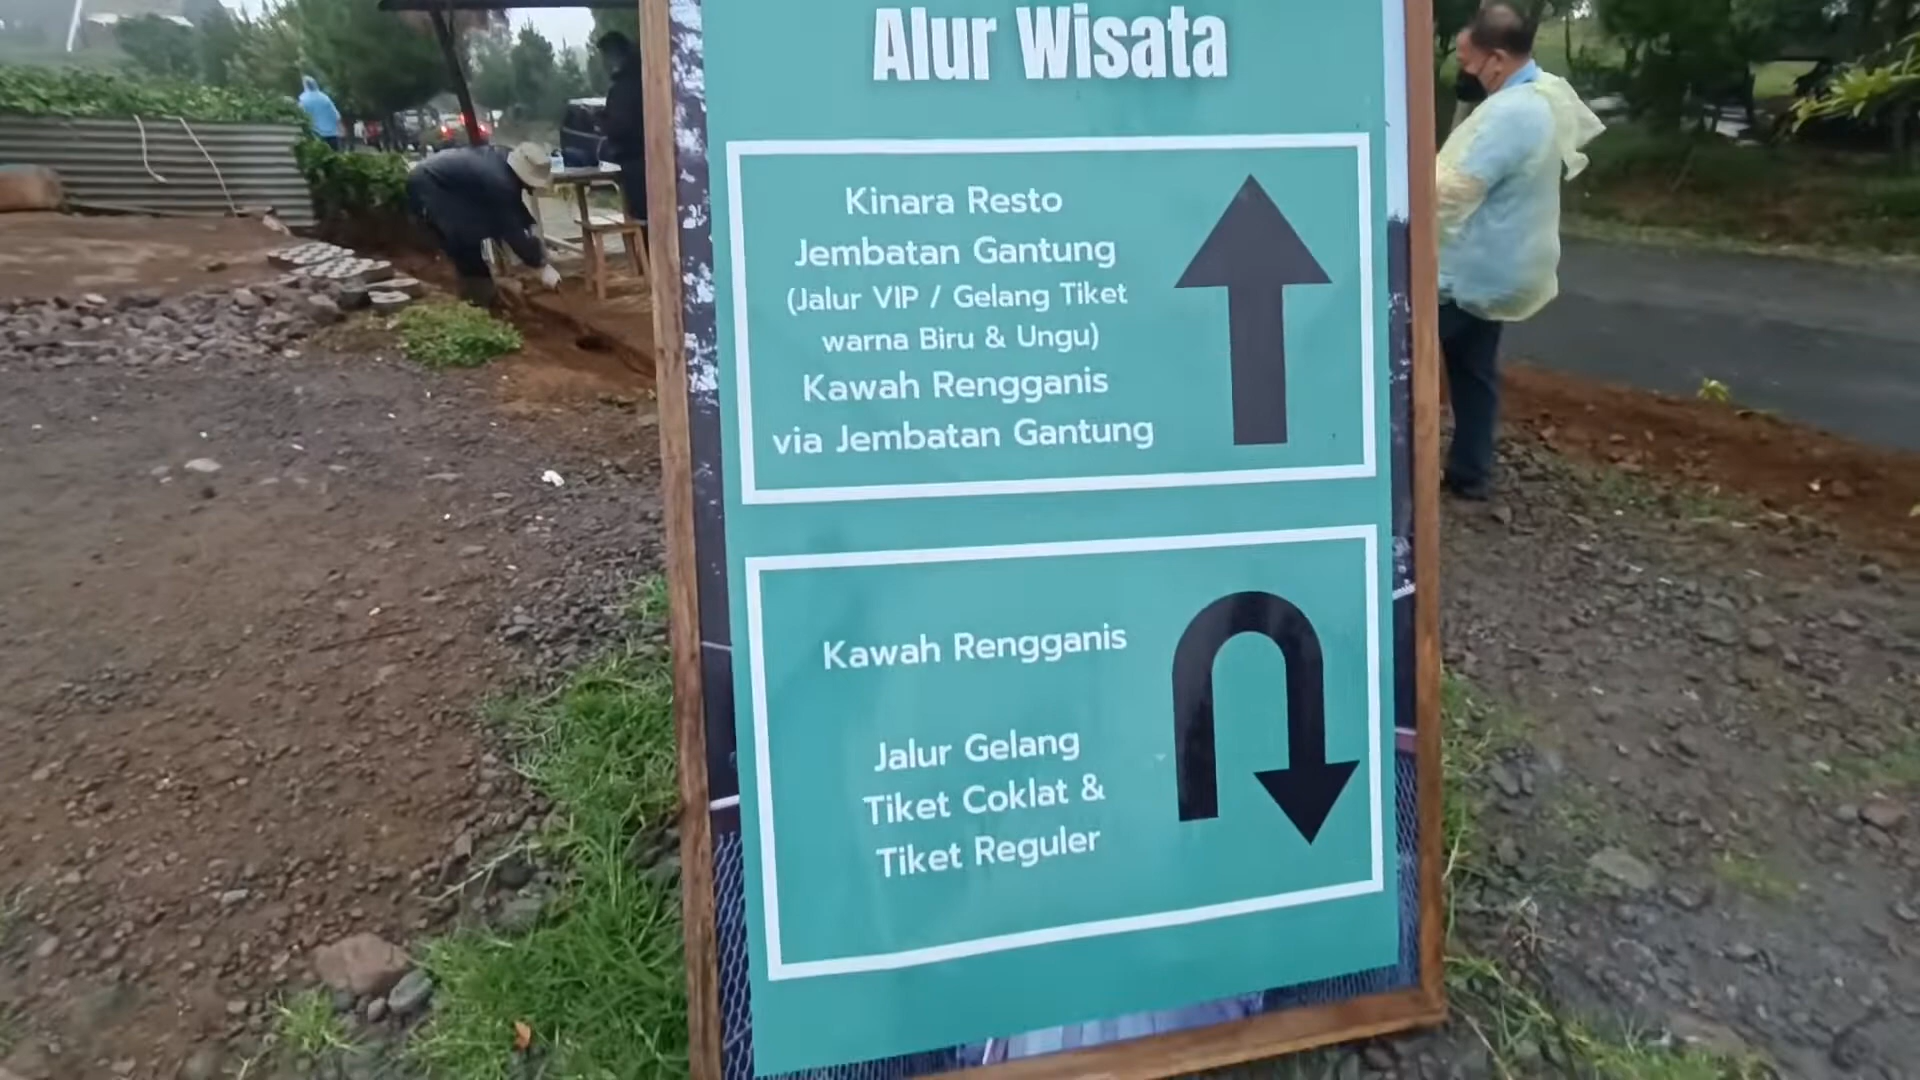 Alur Wisata
Kinara Resto
Jembatan Gantung
(Jalur VIP / Gelang Tiket
warna Biru & Ungu)
Kawah Rengganis
via Jembatan Gantung
Kawah Rengganis
Jalur Gelang
Tiket Coklat &
Tiket Reguler